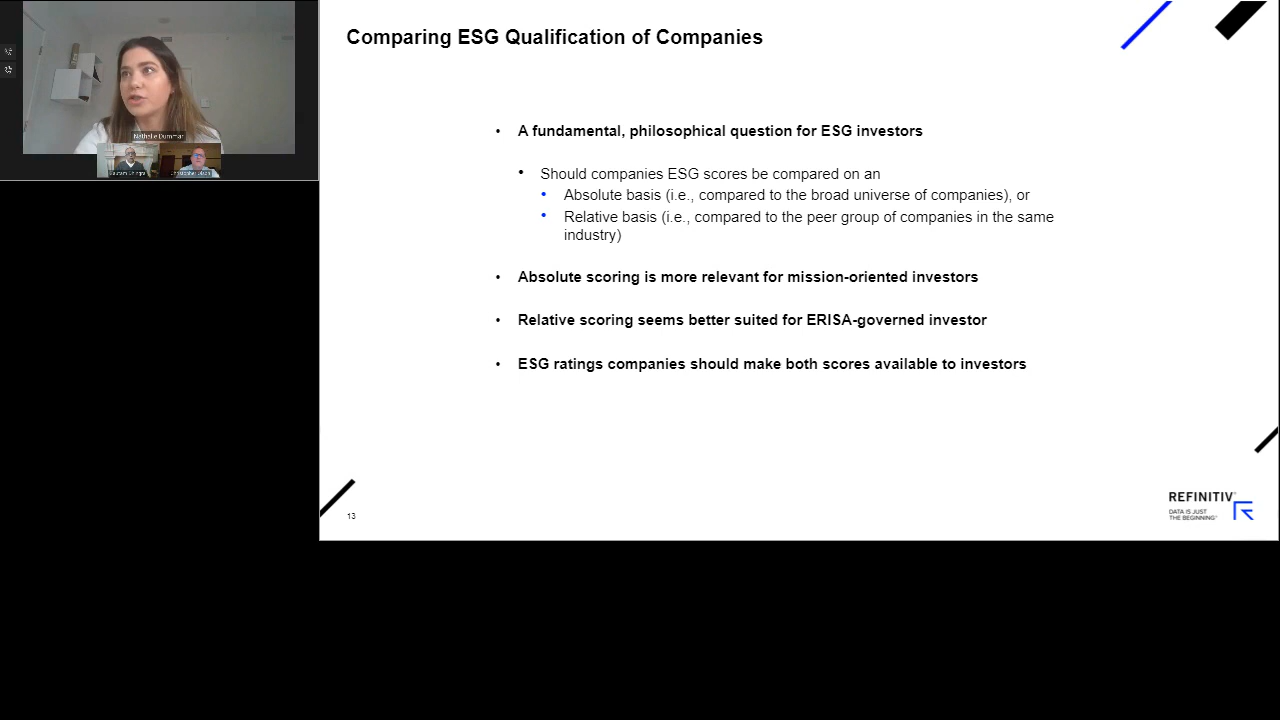 Comparing ESG Qualification of Companies
Nathalie Dummar
Christopher Olson
• A fundamental, philosophical question for ESG investors
• Should companies ESG scores be compared on an
• Absolute basis (i.e., compared to the broad universe of companies), or
• Relative basis (i.e., compared to the peer group of companies in the same
industry)
• Absolute scoring is more relevant for mission-oriented investors
• Relative scoring seems better suited for ERISA-governed investor
• ESG ratings companies should make both scores available to investors
13
REFINITIV
DATA IS JUST
THE BEGINNING